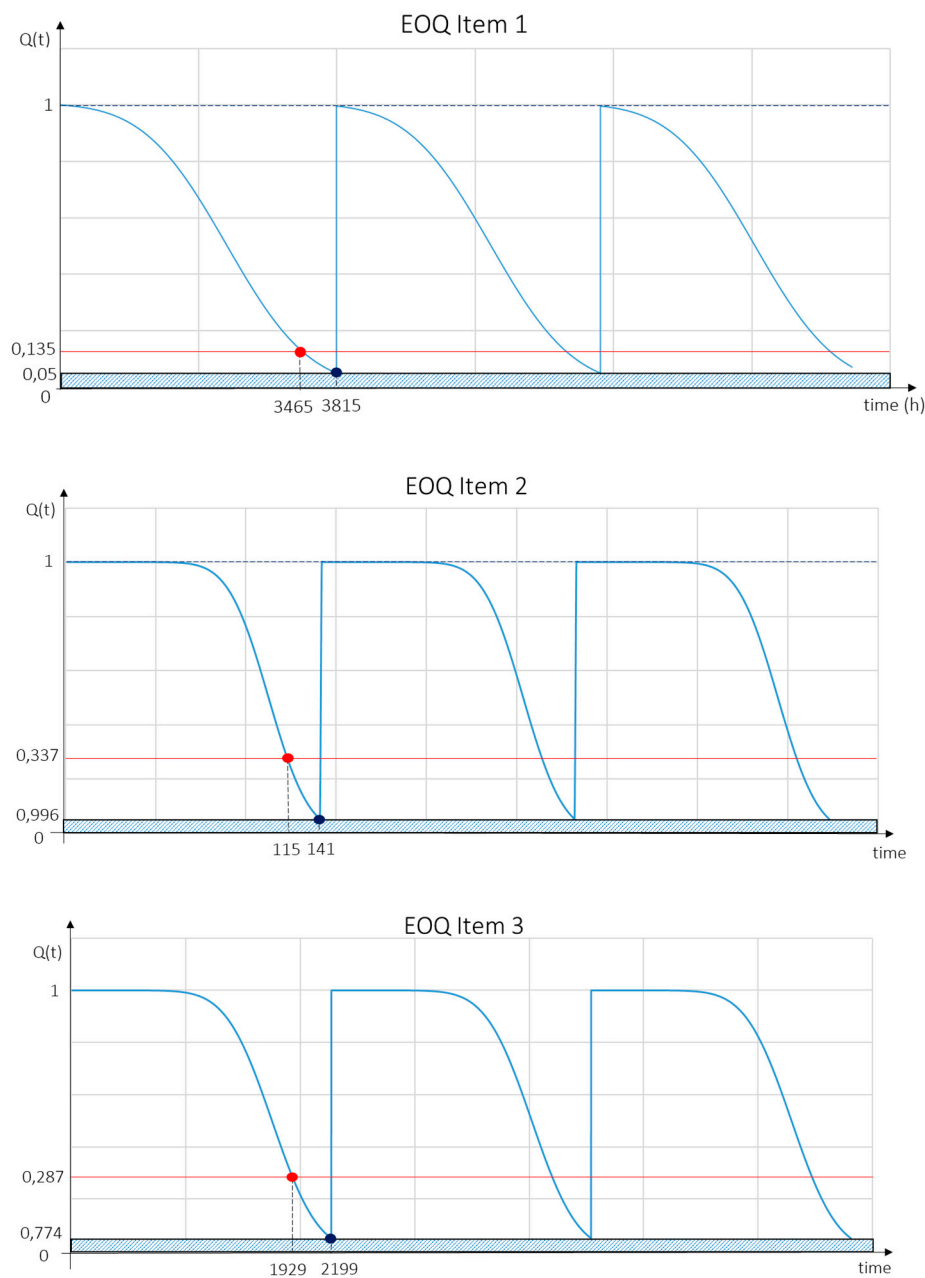 EOQ Item 1
Q(t)
1
0,135
0,05
0
3465 3815
time (h)
EOQ Item 2
Q(t)
1
0,337
0,996
0
115 141
time
EOQ Item 3
Q(t)
1
0,287
0,774
0
1929 2199
time